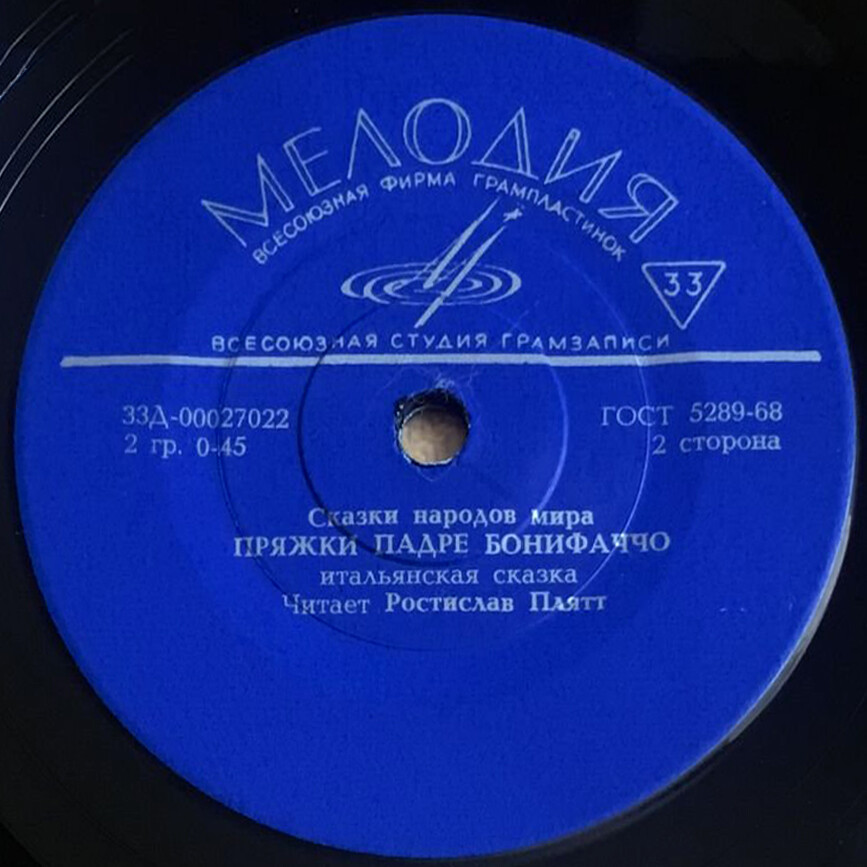 МЕЛОДИЯ
ВСЕСОЮЗНАЯ ФИРМА ГРАМПЛАСТИНОК
33
ВСЕСОЮЗНАЯ СТУДИЯ ГРАМЗАПИСИ
33Д-00027022
ГОСТ 5289-68
2 гр. 0-45
2 сторона
Сказки народов мира
ПРЯЖКИ ПАДРЕ БОНИФАЧЧО
итальянская сказка
Читает Ростислав Плятт